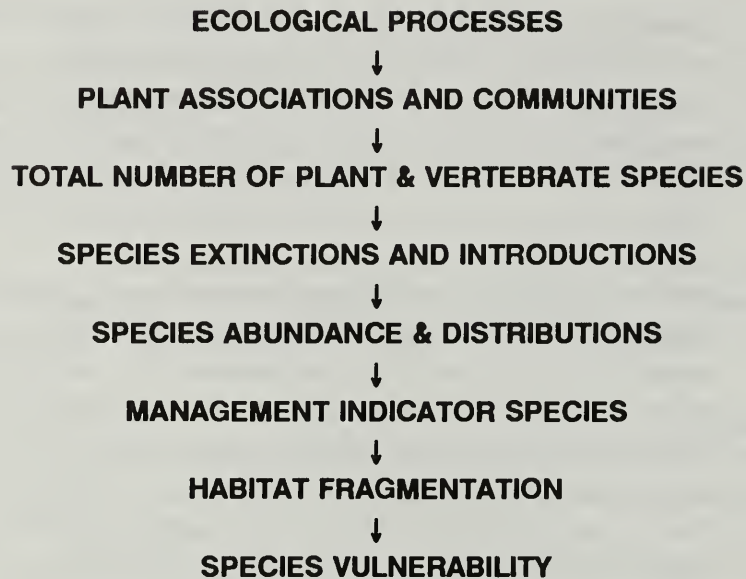 ECOLOGICAL PROCESSES
↓
PLANT ASSOCIATIONS AND COMMUNITIES
↓
TOTAL NUMBER OF PLANT & VERTEBRATE SPECIES
↓
SPECIES EXTINCTIONS AND INTRODUCTIONS
↓
SPECIES ABUNDANCE & DISTRIBUTIONS
↓
MANAGEMENT INDICATOR SPECIES
↓
HABITAT FRAGMENTATION
↓
SPECIES VULNERABILITY